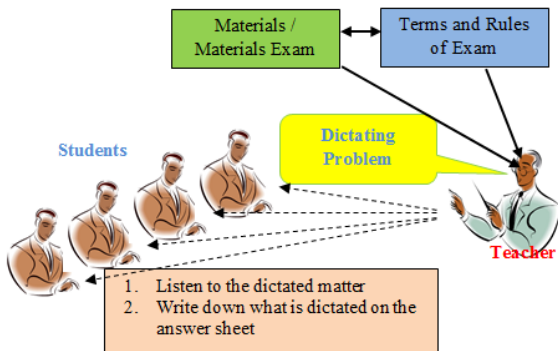 Materials /
Materials Exam
Terms and Rules
of Exam
Dictating
Problem
Students
Teacher
1. Listen to the dictated matter
2. Write down what is dictated on the
answer sheet